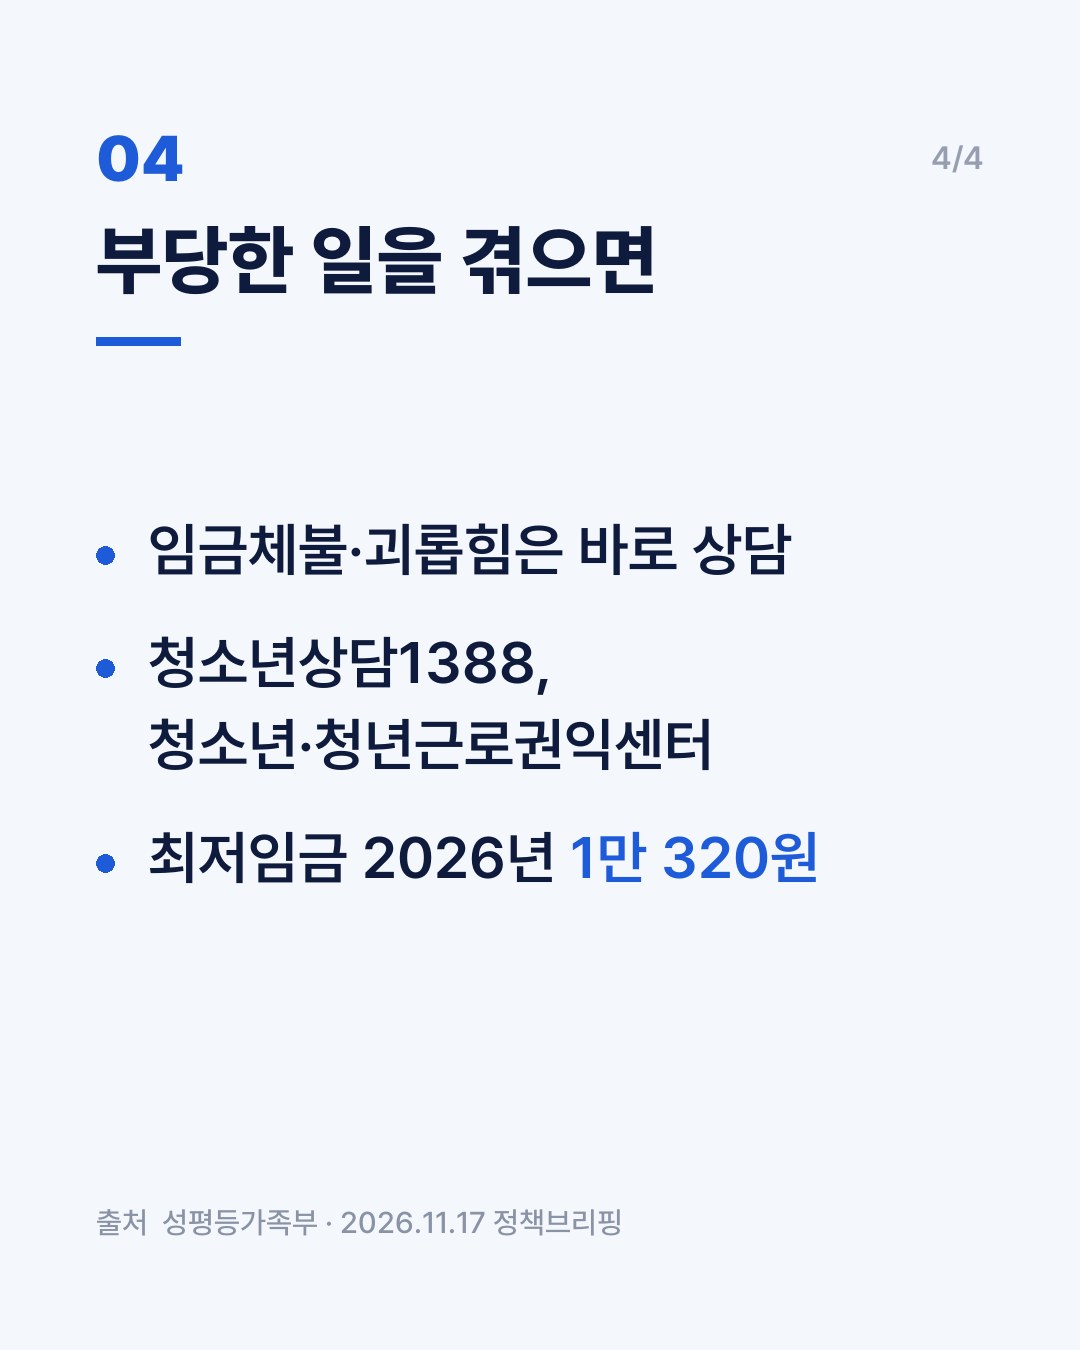 04
4/4
부당한 일을 겪으면
임금체불·괴롭힘은 바로 상담
청소년상담1388,
청소년·청년근로권익센터
최저임금 2026년 1만 320원
출처 성평등가족부 · 2026.11.17 정책브리핑